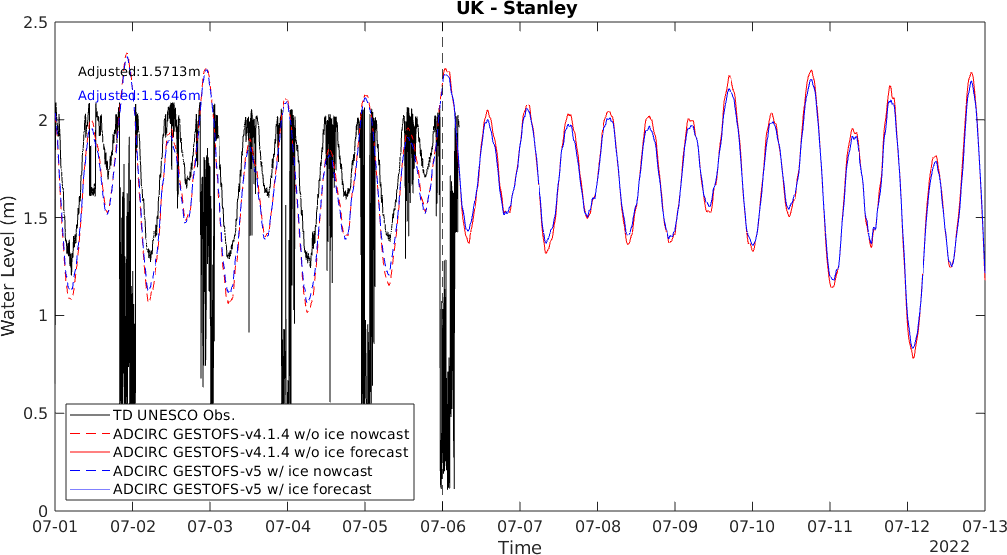 UK - Stanley
2.5
Adjusted:1.5713m
Adjusted:1.5646m
2
1.5
1
0.5
0
Water Level (m)
TD UNESCO Obs.
ADCIRC GESTOFS-v4.1.4 w/o ice nowcast
ADCIRC GESTOFS-v4.1.4 w/o ice forecast
ADCIRC GESTOFS-v5 w/ ice nowcast
ADCIRC GESTOFS-v5 w/ ice forecast
07-01 07-02 07-03 07-04 07-05 07-06 07-07 07-08 07-09 07-10 07-11 07-12 07-13
Time
2022